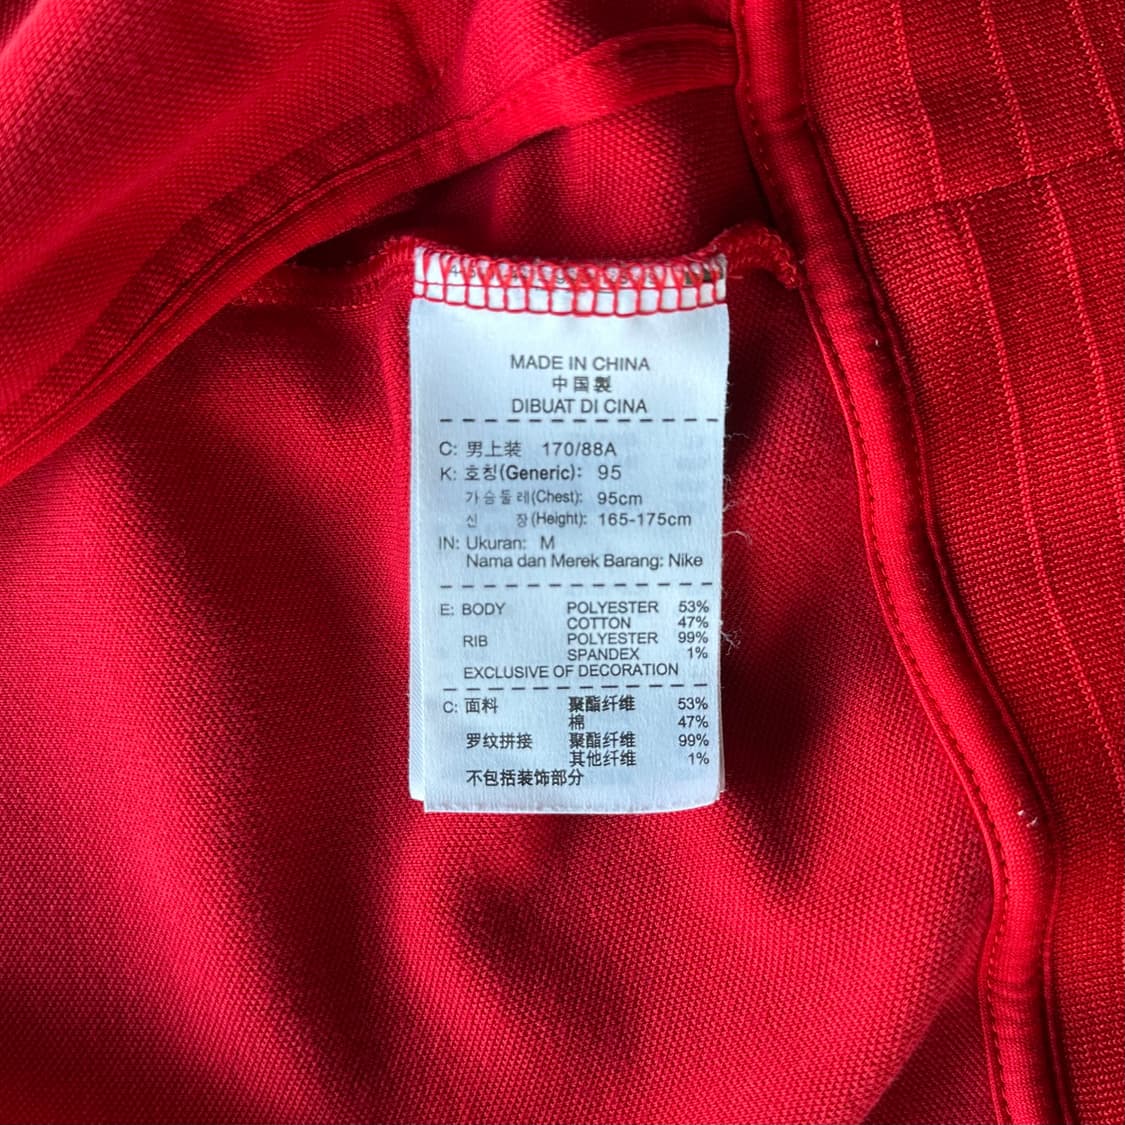 MADE IN CHINA
中国製
DIBUAT DI CINA
C: 男上装 170/88A
K: 호칭(Generic): 95
가슴둘레(Chest): 95cm
신 장(Height): 165-175cm
IN: Ukuran: M
Nama dan Merek Barang: Nike
E: BODY POLYESTER 53%
COTTON 47%
RIB POLYESTER 99%
SPANDEX 1%
EXCLUSIVE OF DECORATION
C: 面料 聚酯纤维 53%
棉 47%
罗纹拼接 聚酯纤维 99%
其他纤维 1%
不包括装饰部分